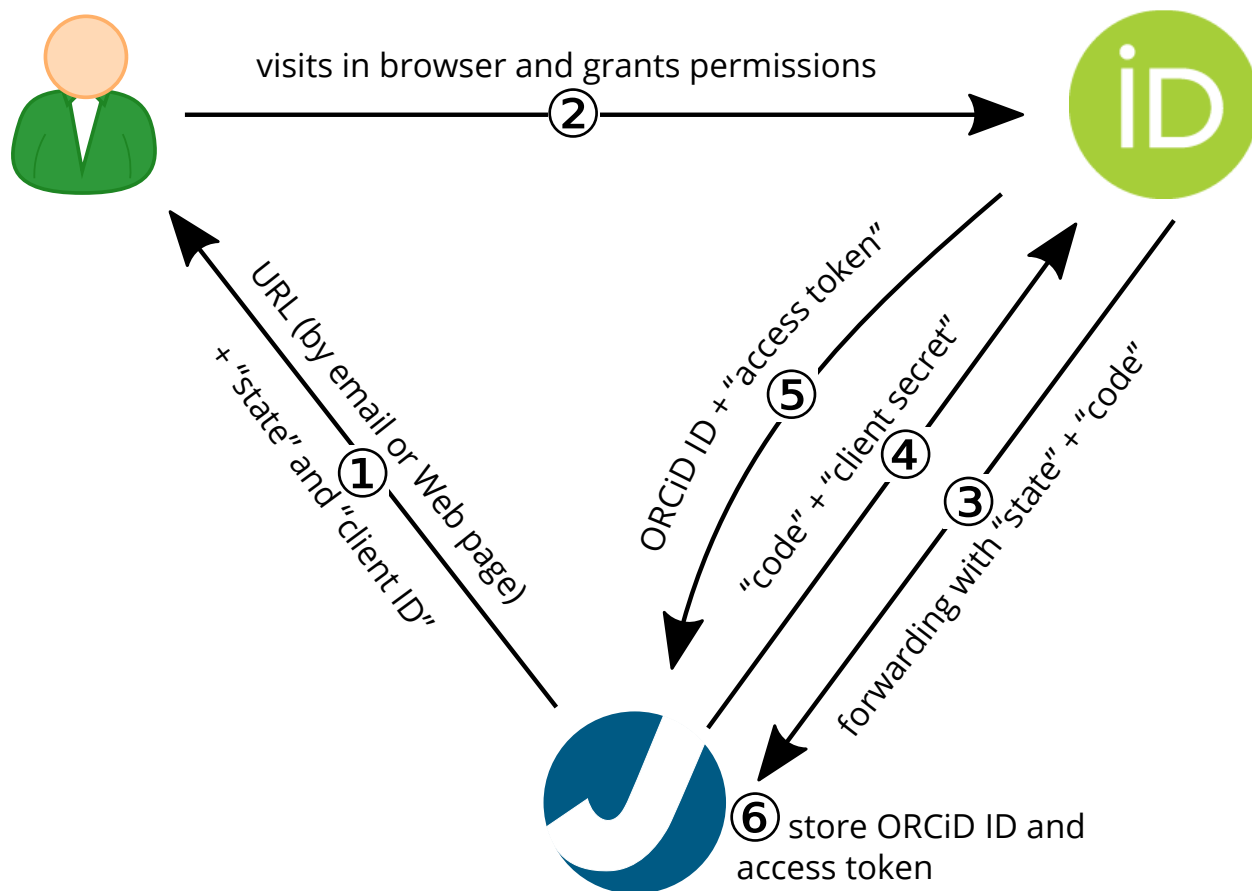 visits in browser and grants permissions
②
iD
URL (by email or Web page)
+ “state” and “client ID”
①
ORCiD ID + “access token”
⑤
“code” + “client secret”
④
forwarding with “state” + “code”
③
⑥ store ORCiD ID and
access token